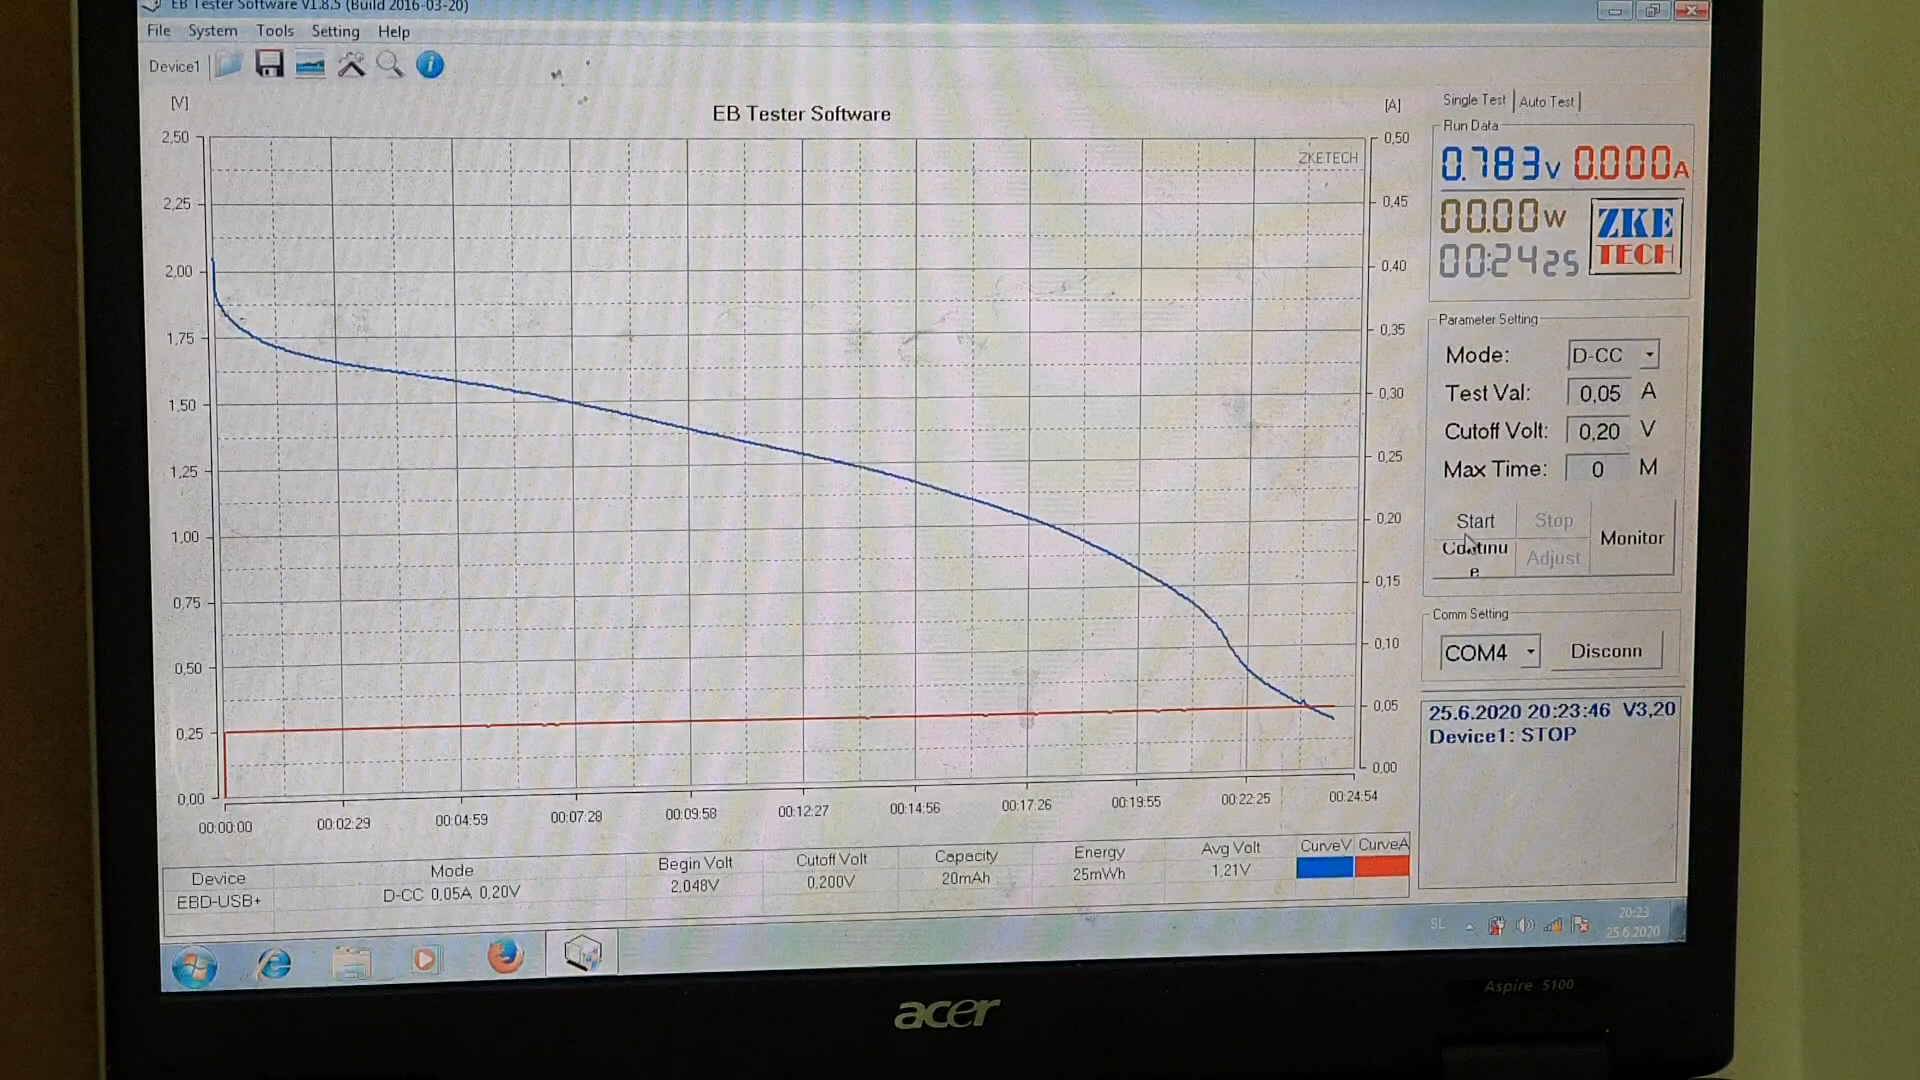 EB Tester Software V1.8.5 (Build 2016-03-20)
File System Tools Setting Help
Device1
[V]
EB Tester Software
[A]
ZKETECH
2,50
2,25
2,00
1,75
1,50
1,25
1,00
0,75
0,50
0,25
0,00
0,50
0,45
0,40
0,35
0,30
0,25
0,20
0,15
0,10
0,05
0,00
00:00:00 00:02:29 00:04:59 00:07:28 00:09:58 00:12:27 00:14:56 00:17:26 00:19:55 00:22:25 00:24:54
Device Mode Begin Volt Cutoff Volt Capacity Energy Avg Volt CurveV CurveA
EBD-USB+ D-CC 0,05A 0,20V 2,048V 0,200V 20mAh 25mWh 1,21V
Single Test Auto Test
Run Data
0.783V 0.000A
00.00W
00:24 25
ZKE
TECH
Parameter Setting
Mode: D-CC
Test Val: 0,05 A
Cutoff Volt: 0,20 V
Max Time: 0 M
Start Stop
Continu
e
Adjust
Monitor
Comm Setting
COM4 Disconn
25.6.2020 20:23:46 V3,20
Device1: STOP
SL
20:23
25.6.2020
Aspire 5100
acer